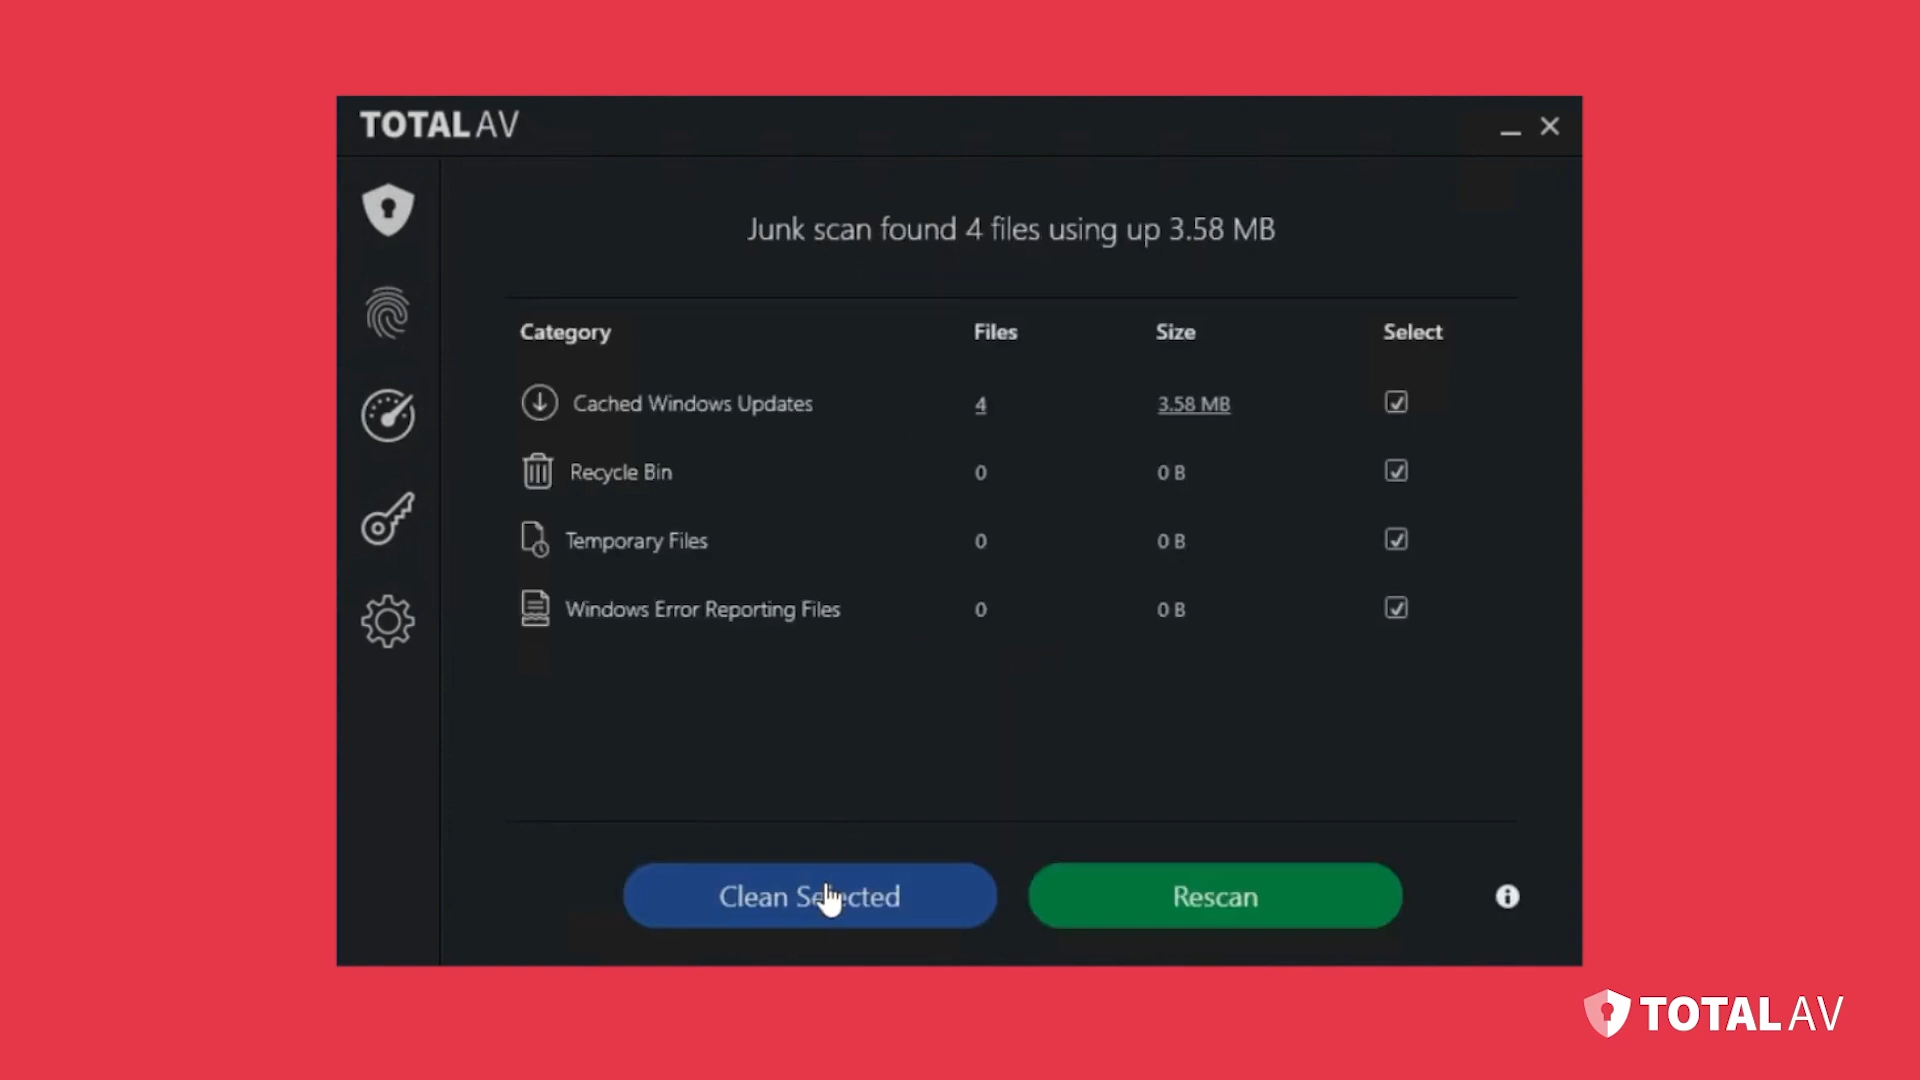 TOTAL AV
Junk scan found 4 files using up 3.58 MB
Category Files Size Select
Cached Windows Updates 4 3.58 MB
Recycle Bin 0 0 B
Temporary Files 0 0 B
Windows Error Reporting Files 0 0 B
Clean Selected Rescan
TOTAL AV